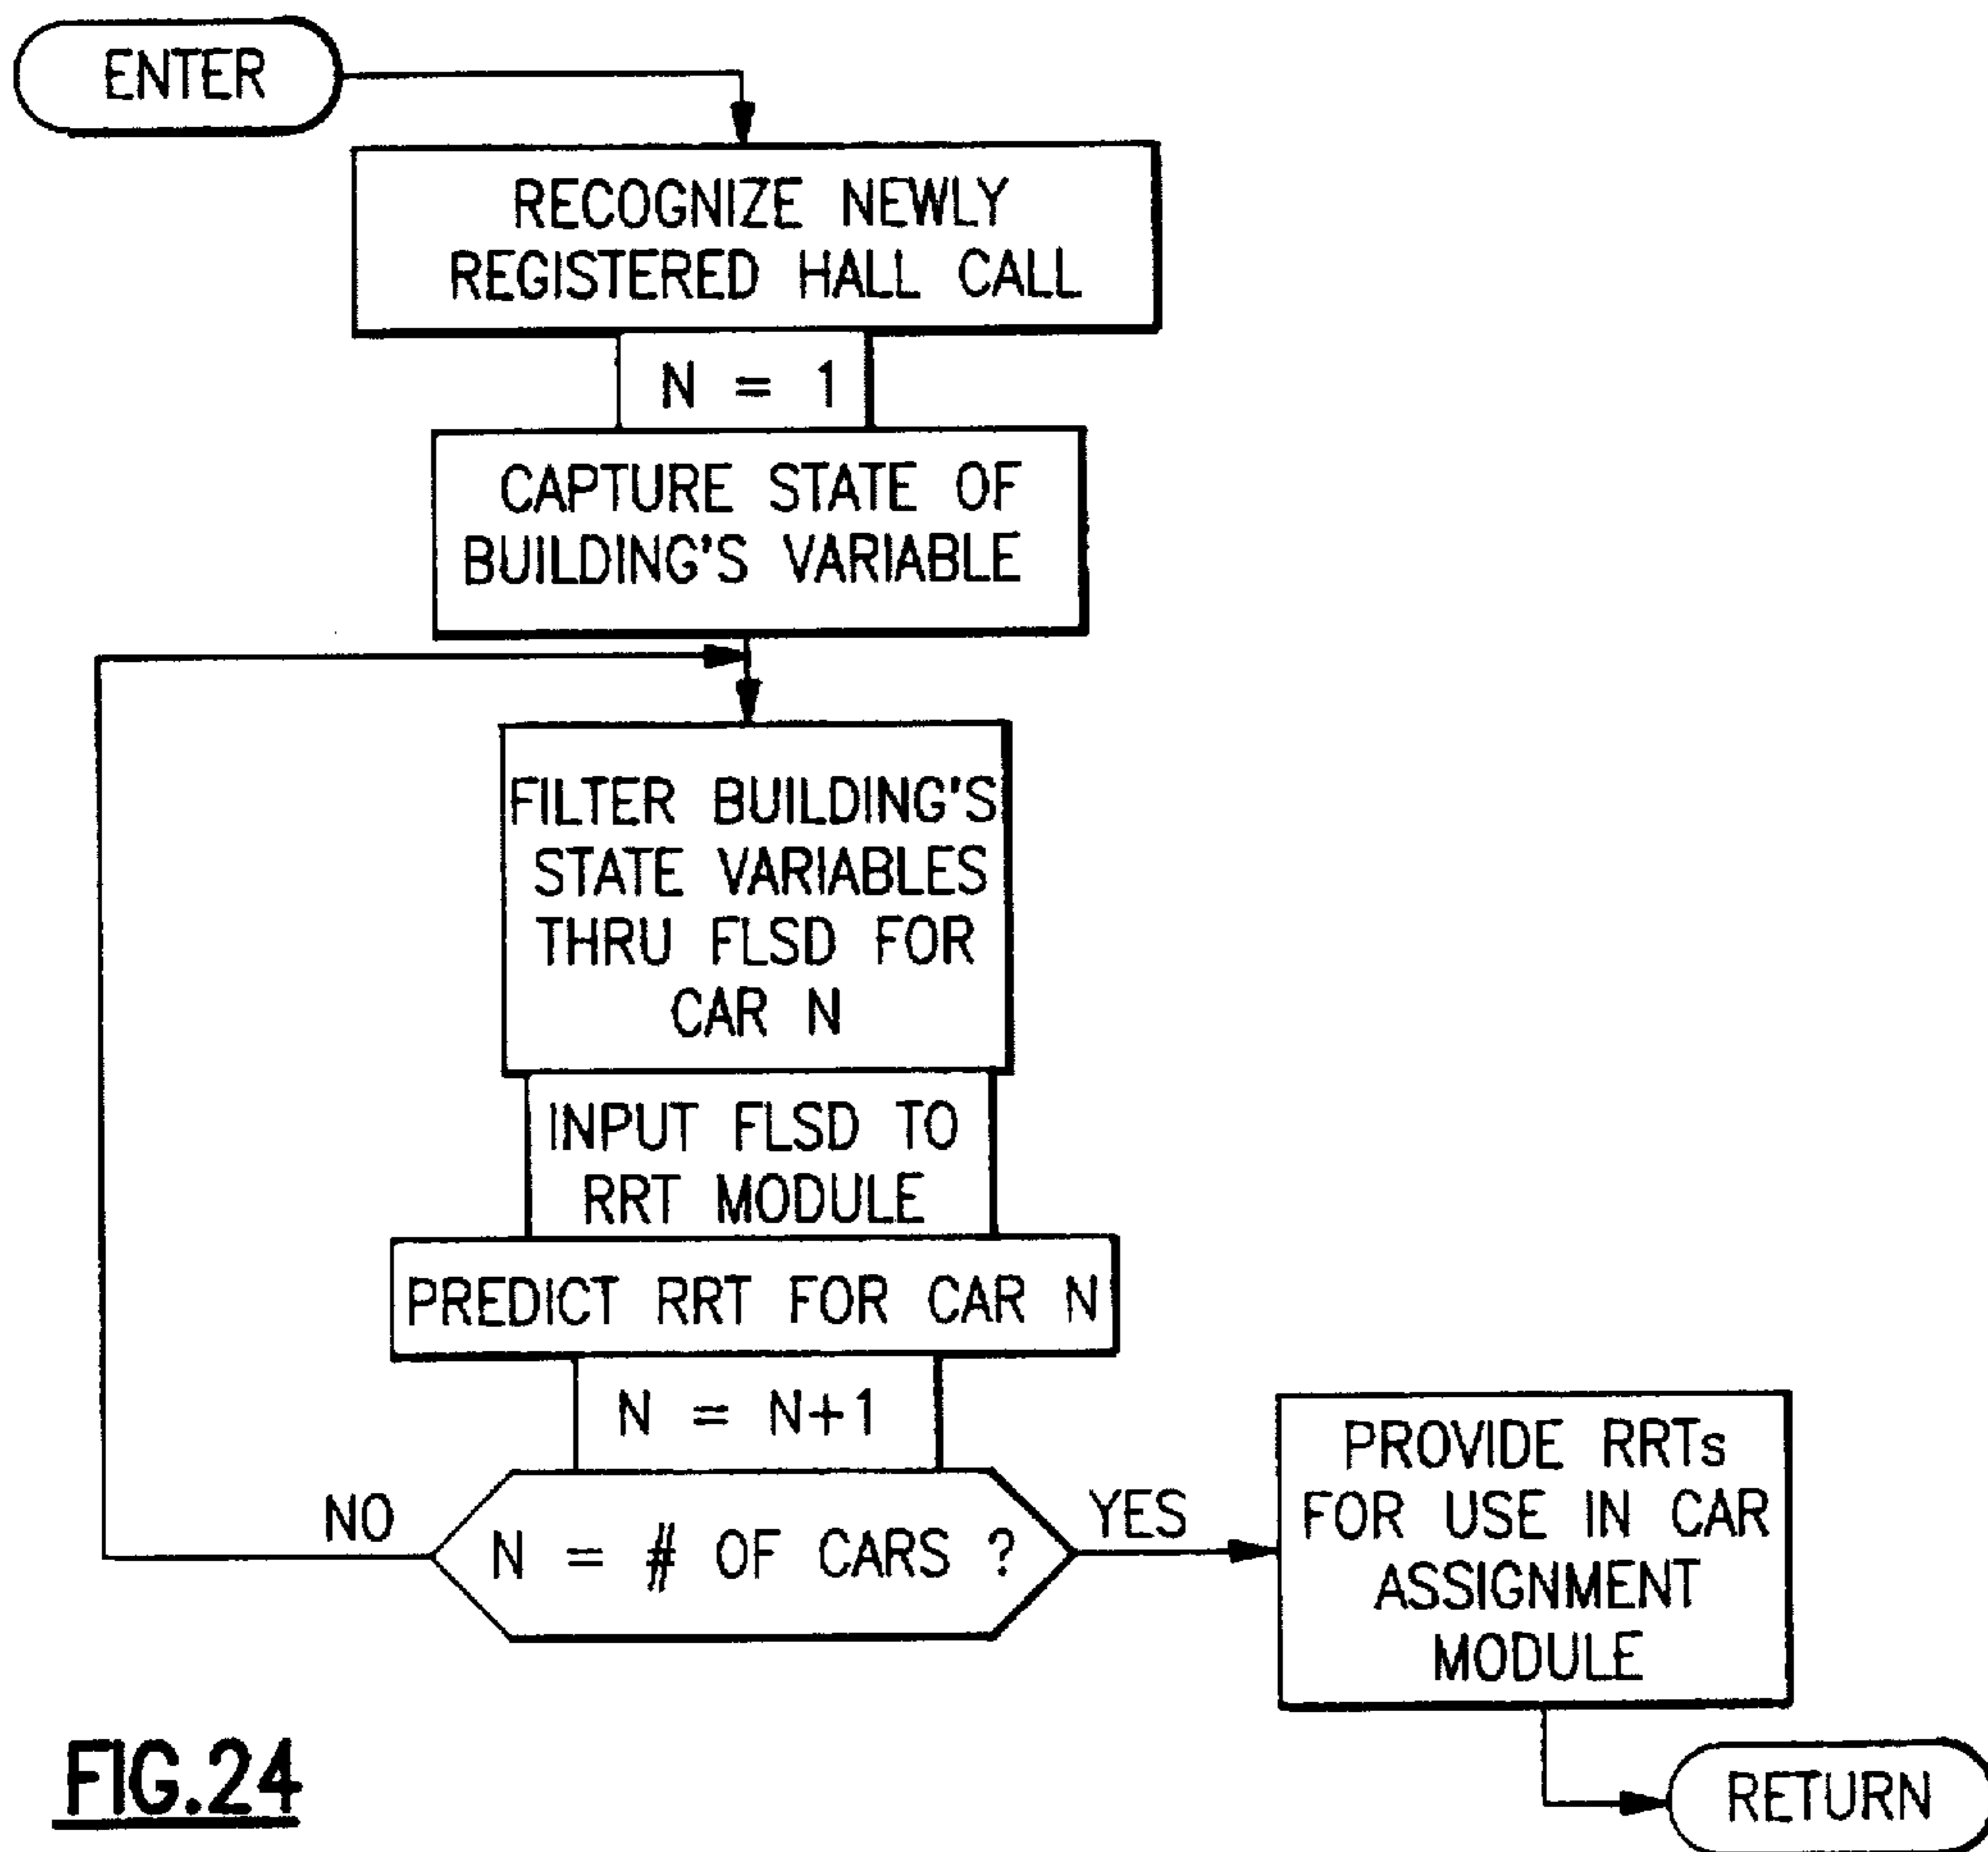 ENTER
RECOGNIZE NEWLY
REGISTERED HALL CALL
N = 1
CAPTURE STATE OF
BUILDING'S VARIABLE
FILTER BUILDING'S
STATE VARIABLES
THRU FLSD FOR
CAR N
INPUT FLSD TO
RRT MODULE
PREDICT RRT FOR CAR N
N = N+1
NO
N = # OF CARS ?
YES
PROVIDE RRTs
FOR USE IN CAR
ASSIGNMENT
MODULE
RETURN
FIG.24